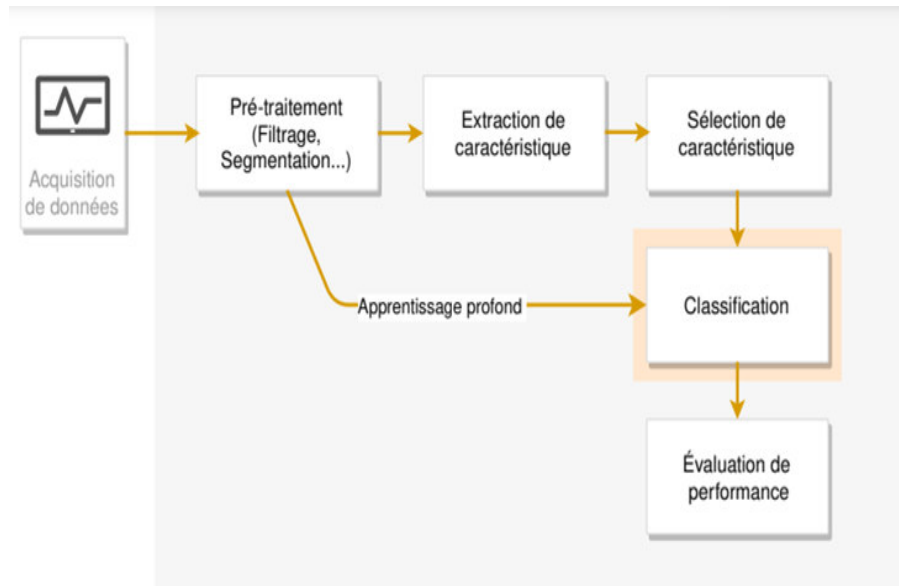 Acquisition
de données
Pré-traitement
(Filtrage,
Segmentation...)
Extraction de
caractéristique
Sélection de
caractéristique
Apprentissage profond
Classification
Évaluation de
performance